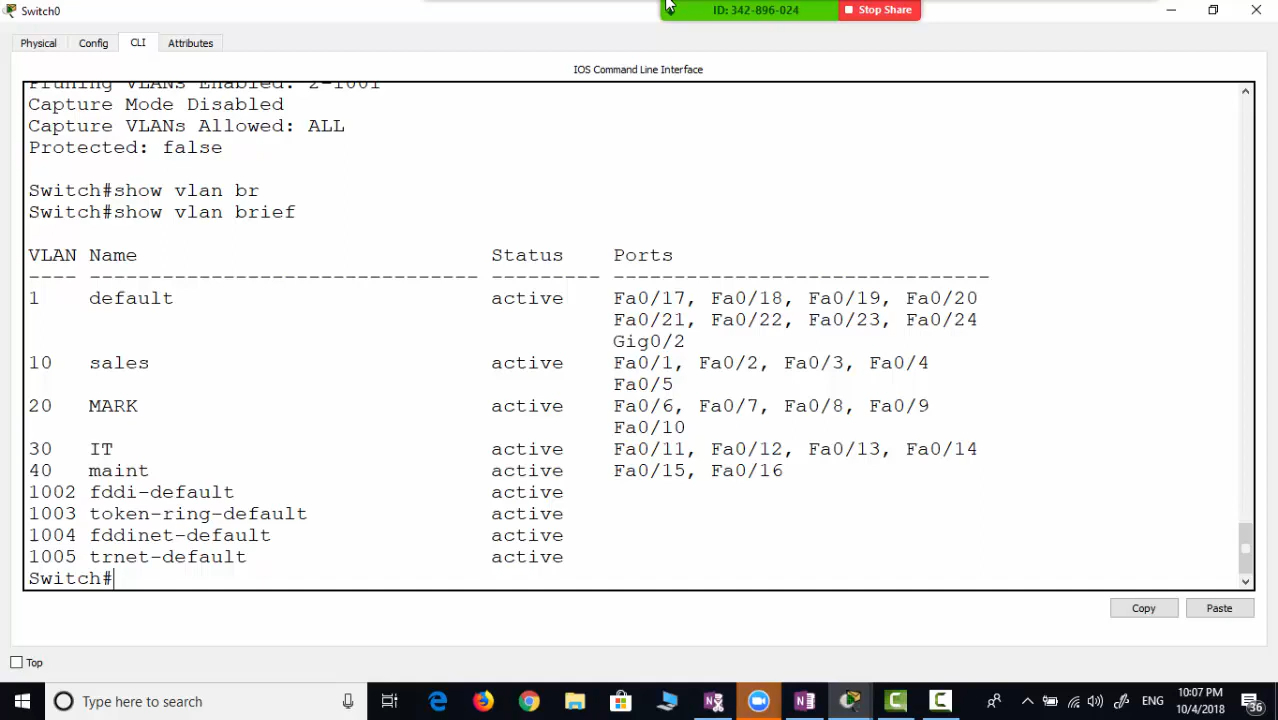 Switch0
ID: 342-896-024
Stop Share
Physical Config CLI Attributes
IOS Command Line Interface
Pruning VLANs Enabled: 2-1001
Capture Mode Disabled
Capture VLANs Allowed: ALL
Protected: false
Switch#show vlan br
Switch#show vlan brief
VLAN Name Status Ports
---- -------------------------------- --------- -------------------------------
1 default active Fa0/17, Fa0/18, Fa0/19, Fa0/20
Fa0/21, Fa0/22, Fa0/23, Fa0/24
Gig0/2
10 sales active Fa0/1, Fa0/2, Fa0/3, Fa0/4
Fa0/5
20 MARK active Fa0/6, Fa0/7, Fa0/8, Fa0/9
Fa0/10
30 IT active Fa0/11, Fa0/12, Fa0/13, Fa0/14
40 maint active Fa0/15, Fa0/16
1002 fddi-default active
1003 token-ring-default active
1004 fddinet-default active
1005 trnet-default active
Switch#
Copy Paste
Top
Type here to search
ENG
10:07 PM
10/4/2018
36